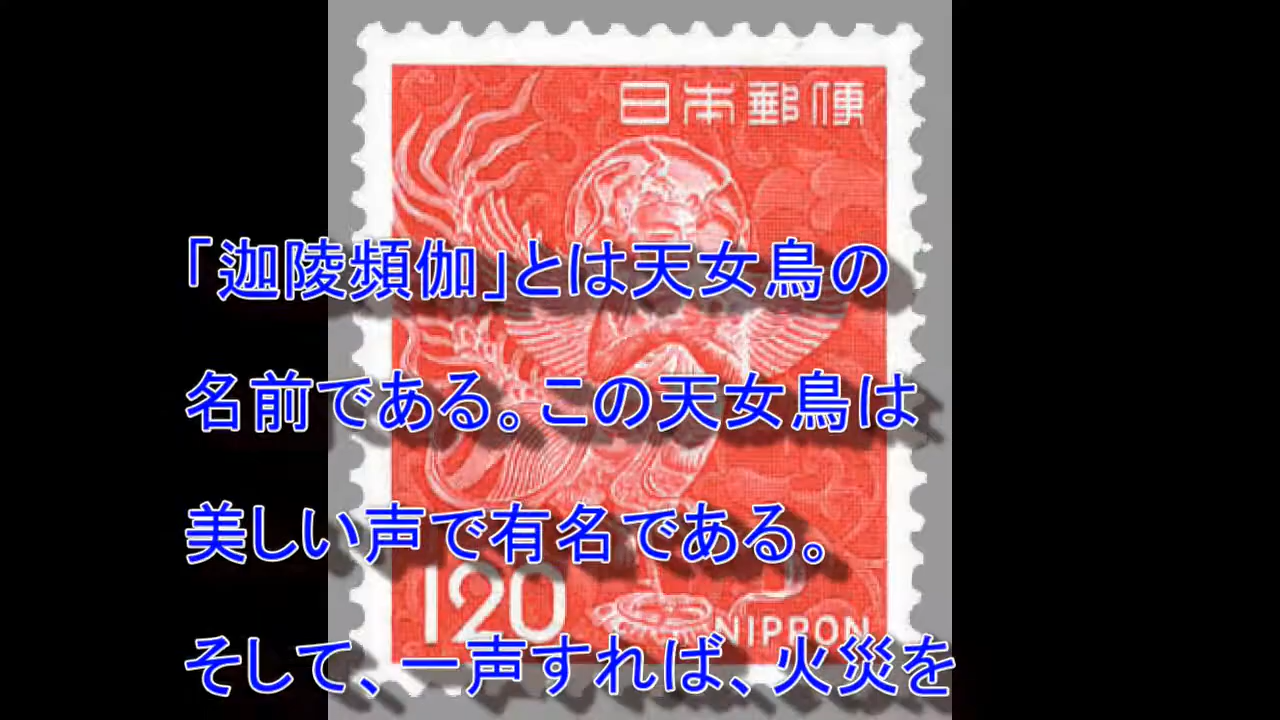 日本郵便
「迦陵頻伽」とは天女鳥の
名前である。この天女鳥は
美しい声で有名である。
120
NIPPON
そして、一声すれば、火災を